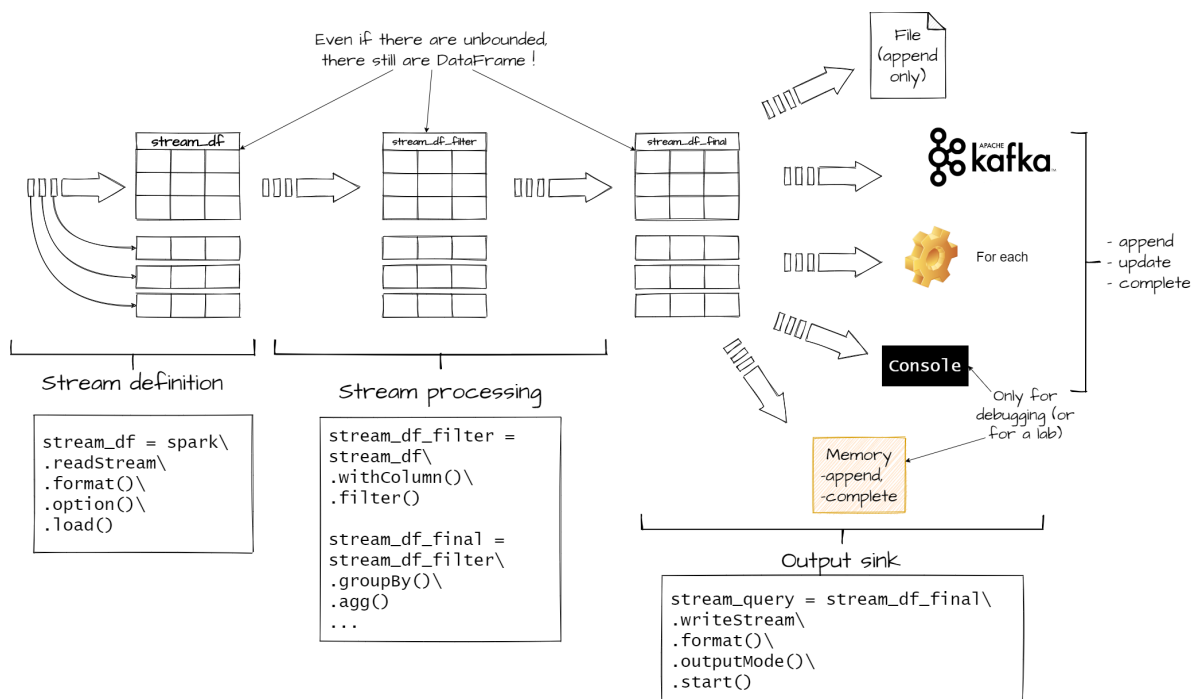 Even if there are unbounded,
there still are DataFrame !
File
(append
only)
stream_df
stream_df_filter
stream_df_final
APACHE
kafka
For each
- append
- update
- complete
Console
Only for
debugging (or
for a lab)
Memory
-append,
-complete
Stream definition
stream_df = spark\
.readStream\
.format()\
.option()\
.load()
Stream processing
stream_df_filter =
stream_df\
.withColumn()\
.filter()
stream_df_final =
stream_df_filter\
.groupBy()\
.agg()
...
Output sink
stream_query = stream_df_final\
.writeStream\
.format()\
.outputMode()\
.start()